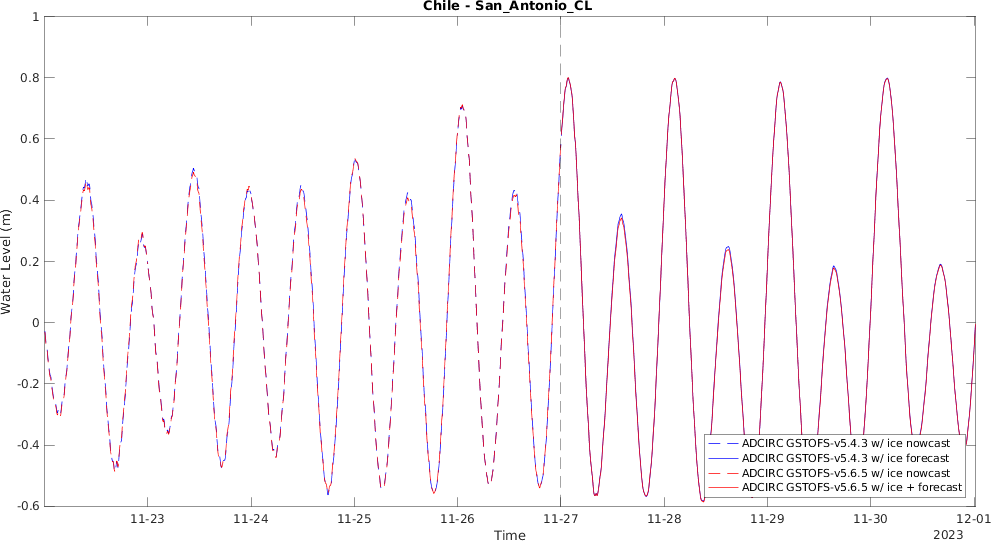 Chile - San_Antonio_CL
1
0.8
0.6
0.4
0.2
0
-0.2
-0.4
-0.6
Water Level (m)
ADCIRC GSTOFS-v5.4.3 w/ ice nowcast
ADCIRC GSTOFS-v5.4.3 w/ ice forecast
ADCIRC GSTOFS-v5.6.5 w/ ice nowcast
ADCIRC GSTOFS-v5.6.5 w/ ice + forecast
11-23 11-24 11-25 11-26 11-27 11-28 11-29 11-30 12-01
Time
2023